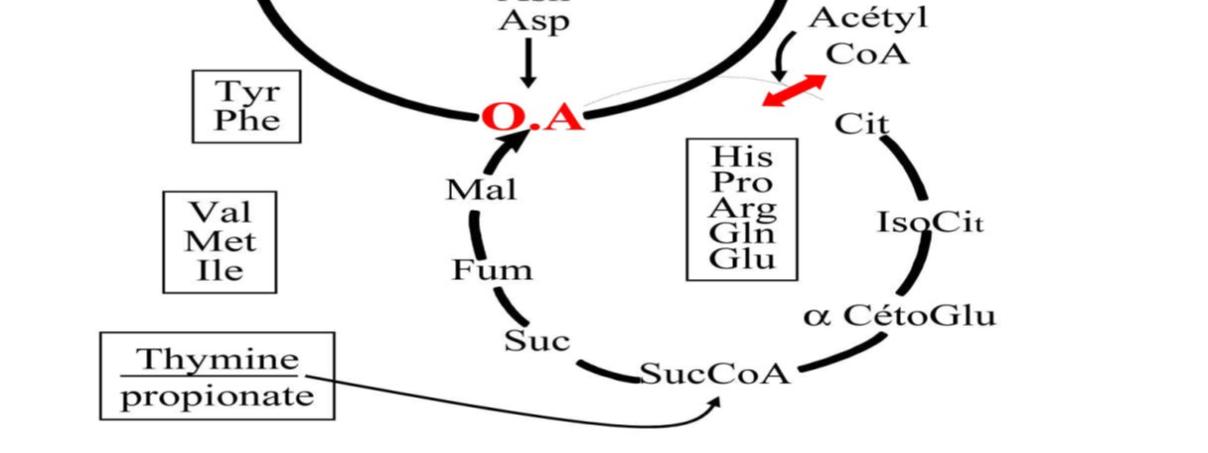 Asp
Acétyl
CoA
Tyr
Phe
O.A
Cit
His
Pro
Arg
Gln
Glu
Mal
Val
Met
Ile
IsoCit
Fum
α CétoGlu
Suc
SucCoA
Thymine
propionate